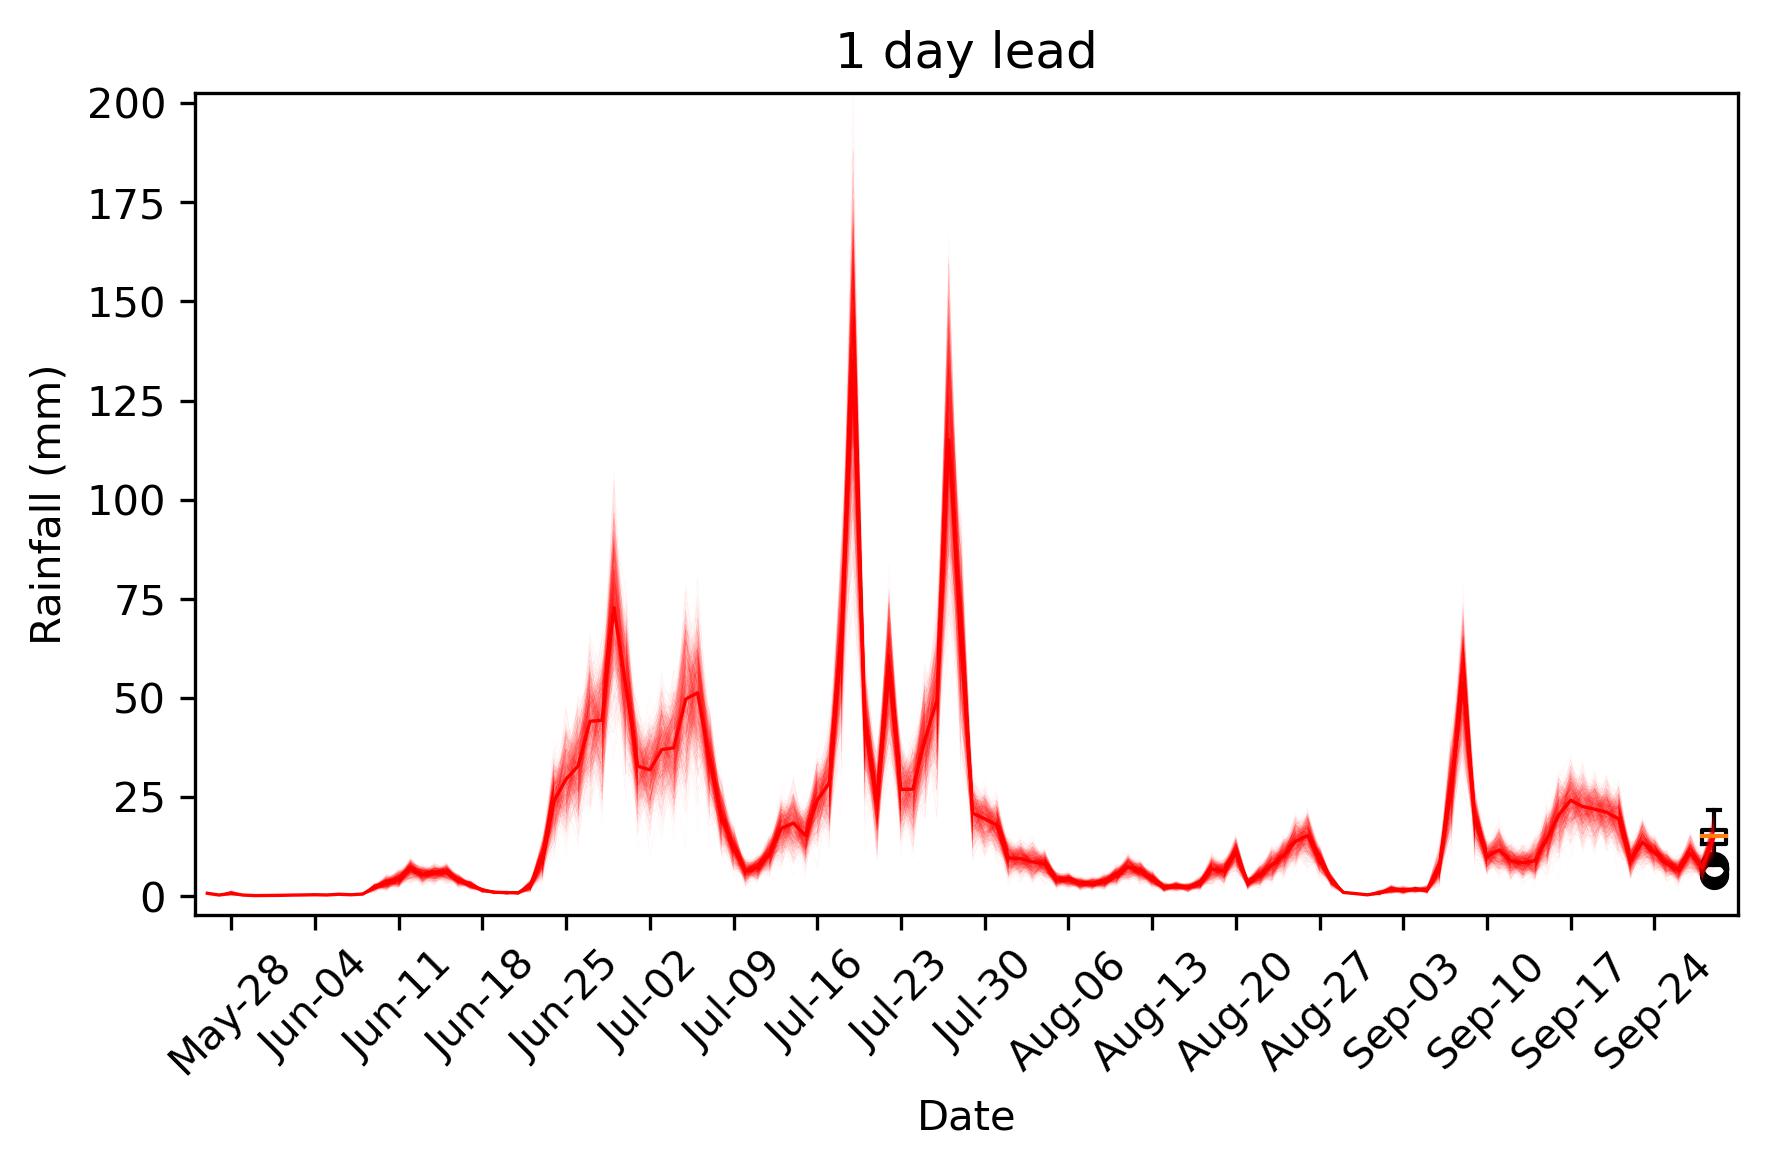 1 day lead
Rainfall (mm)
200
175
150
125
100
75
50
25
0
May-28
Jun-04
Jun-11
Jun-18
Jun-25
Jul-02
Jul-09
Jul-16
Jul-23
Jul-30
Aug-06
Aug-13
Aug-20
Aug-27
Sep-03
Sep-10
Sep-17
Sep-24
Date